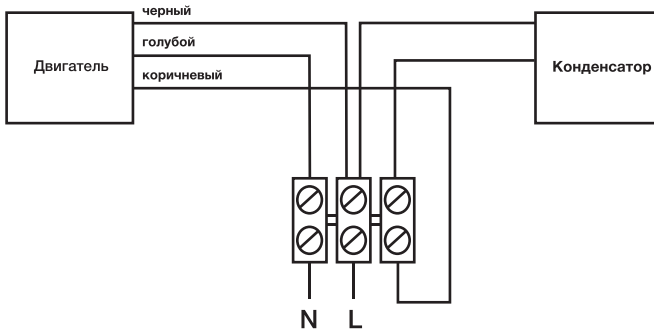 черный
голубой
Двигатель
коричневый
Конденсатор
N L